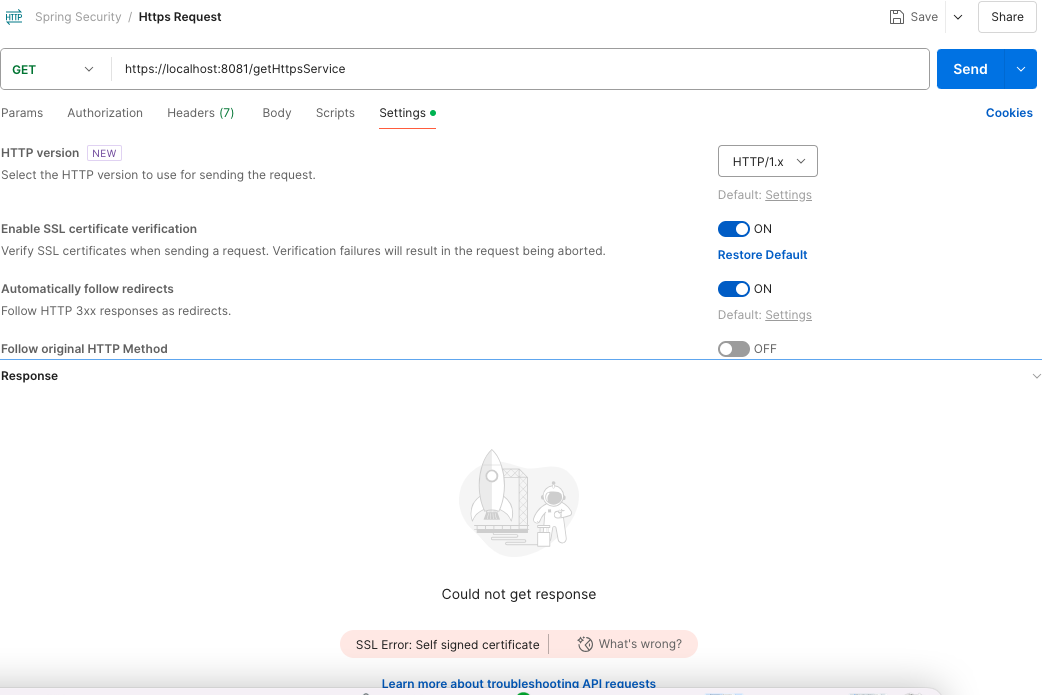 HTTP Spring Security / Https Request Save Share
GET https://localhost:8081/getHttpsService Send
Params Authorization Headers (7) Body Scripts Settings Cookies
HTTP version NEW HTTP/1.x
Select the HTTP version to use for sending the request.
Default: Settings
Enable SSL certificate verification ON
Verify SSL certificates when sending a request. Verification failures will result in the request being aborted. Restore Default
Automatically follow redirects ON
Follow HTTP 3xx responses as redirects. Default: Settings
Follow original HTTP Method OFF
Response
Could not get response
SSL Error: Self signed certificate What's wrong?
Learn more about troubleshooting API requests